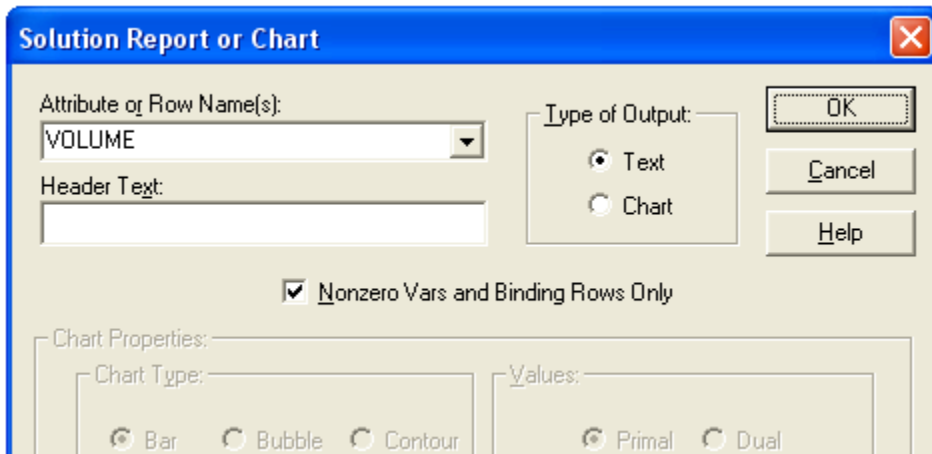 Solution Report or Chart
Attribute or Row Name(s):
VOLUME
Header Text:
Type of Output:
Text
Chart
OK
Cancel
Help
Nonzero Vars and Binding Rows Only
Chart Properties:
Chart Type:
Bar Bubble Contour
Values:
Primal Dual